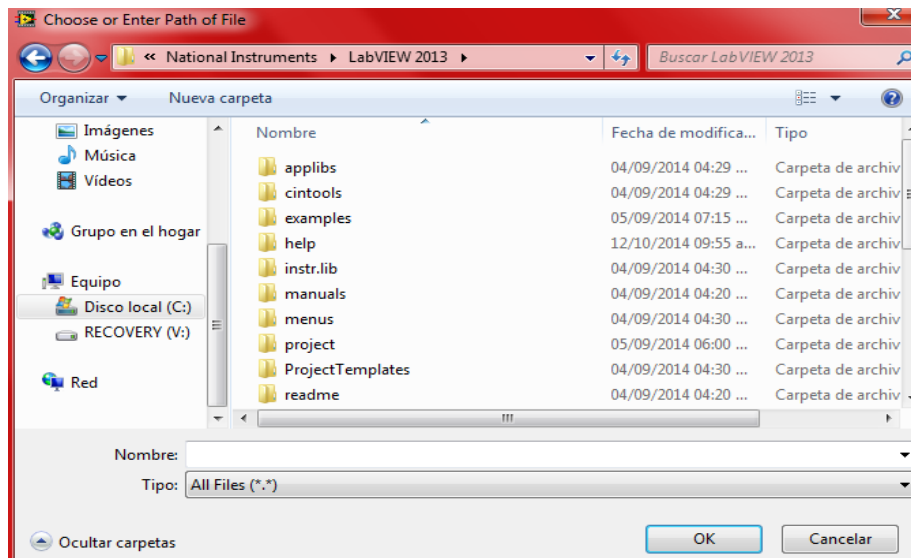 Choose or Enter Path of File
« National Instruments LabVIEW 2013
Buscar LabVIEW 2013
Organizar Nueva carpeta
Imágenes
Música
Vídeos
Grupo en el hogar
Equipo
Disco local (C:)
RECOVERY (V:)
Red
Nombre Fecha de modifica... Tipo
applibs 04/09/2014 04:29 ... Carpeta de archiv
cintools 04/09/2014 04:29 ... Carpeta de archiv
examples 05/09/2014 07:15 ... Carpeta de archiv
help 12/10/2014 09:55 a... Carpeta de archiv
instr.lib 04/09/2014 04:30 ... Carpeta de archiv
manuals 04/09/2014 04:20 ... Carpeta de archiv
menus 04/09/2014 04:30 ... Carpeta de archiv
project 05/09/2014 06:00 ... Carpeta de archiv
ProjectTemplates 04/09/2014 04:30 ... Carpeta de archiv
readme 04/09/2014 04:20 ... Carpeta de archiv
Nombre:
Tipo: All Files (*.*)
Ocultar carpetas
OK Cancelar